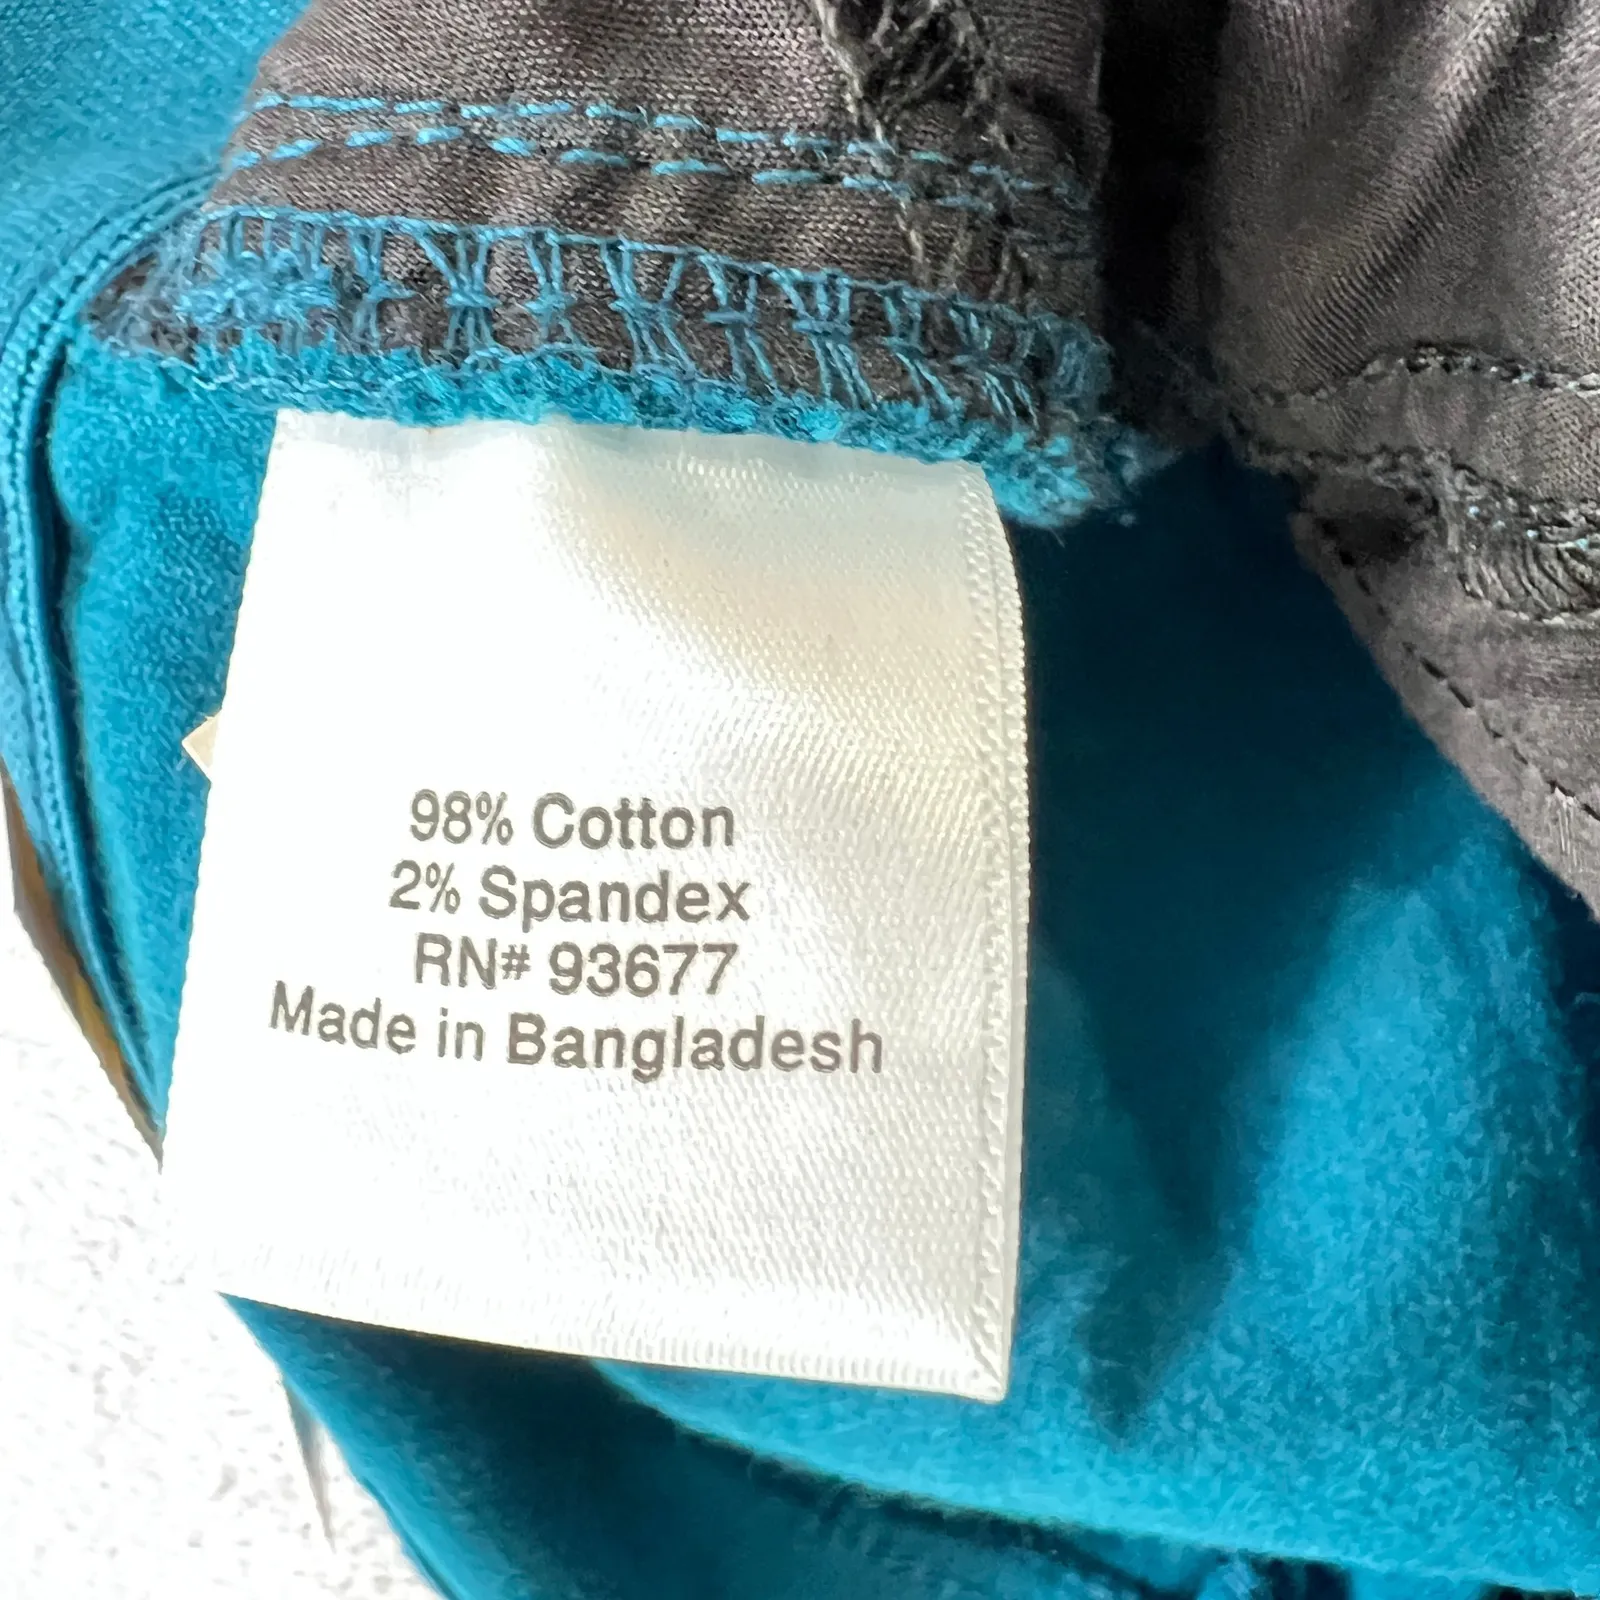 98% Cotton
2% Spandex
RN# 93677
Made in Bangladesh